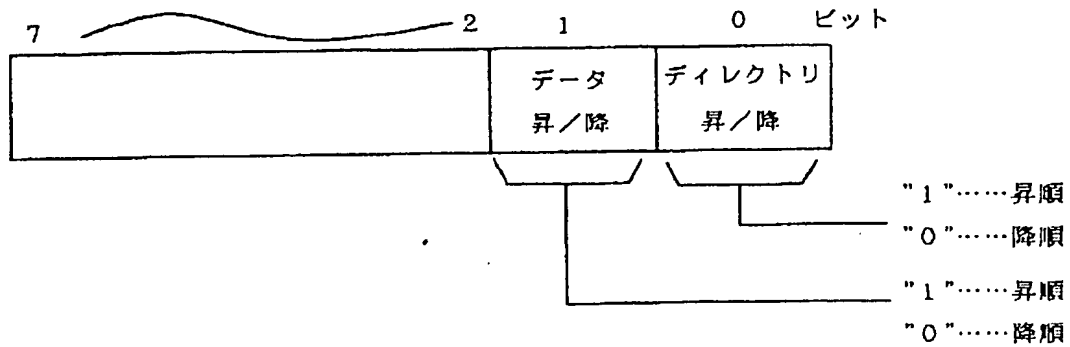 7 2 1 0 ビット
データ ディレクトリ
昇/降 昇/降
"1"……昇順
"0"……降順
"1"……昇順
"0"……降順